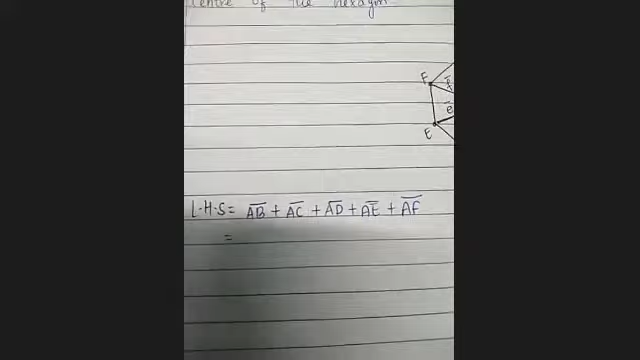 centre of the hexagon
F
E
L.H.S = AB + AC + AD + AE + AF
=